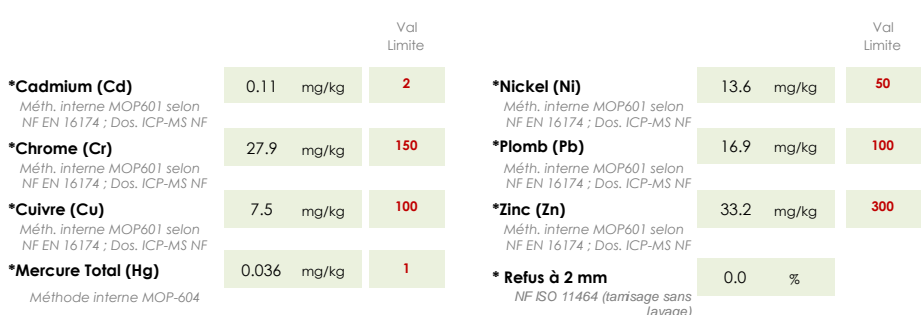 Val
Limite
*Cadmium (Cd) 0.11 mg/kg 2
Méth. interne MOP601 selon
NF EN 16174 ; Dos. ICP-MS NF
*Chrome (Cr) 27.9 mg/kg 150
Méth. interne MOP601 selon
NF EN 16174 ; Dos. ICP-MS NF
*Cuivre (Cu) 7.5 mg/kg 100
Méth. interne MOP601 selon
NF EN 16174 ; Dos. ICP-MS NF
*Mercure Total (Hg) 0.036 mg/kg 1
Méthode interne MOP-604
Val
Limite
*Nickel (Ni) 13.6 mg/kg 50
Méth. interne MOP601 selon
NF EN 16174 ; Dos. ICP-MS NF
*Plomb (Pb) 16.9 mg/kg 100
Méth. interne MOP601 selon
NF EN 16174 ; Dos. ICP-MS NF
*Zinc (Zn) 33.2 mg/kg 300
Méth. interne MOP601 selon
NF EN 16174 ; Dos. ICP-MS NF
* Refus à 2 mm 0.0 %
NF ISO 11464 (tamisage sans
lavage)